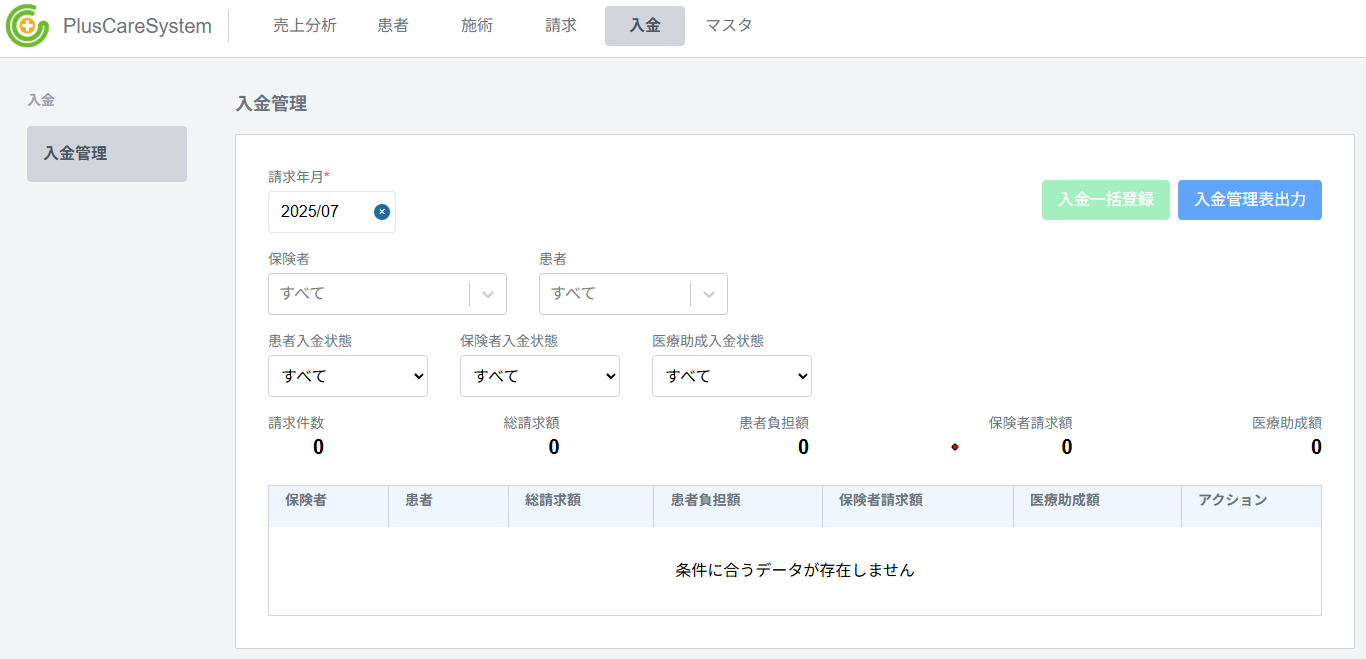 PlusCareSystem
売上分析 患者 施術 請求 入金 マスタ
入金
入金管理
入金管理
請求年月*
2025/07
入金一括登録 入金管理表出力
保険者 患者
すべて すべて
患者入金状態 保険者入金状態 医療助成入金状態
すべて すべて すべて
請求件数 総請求額 患者負担額 保険者請求額 医療助成額
0 0 0 0 0
保険者 患者 総請求額 患者負担額 保険者請求額 医療助成額 アクション
条件に合うデータが存在しません